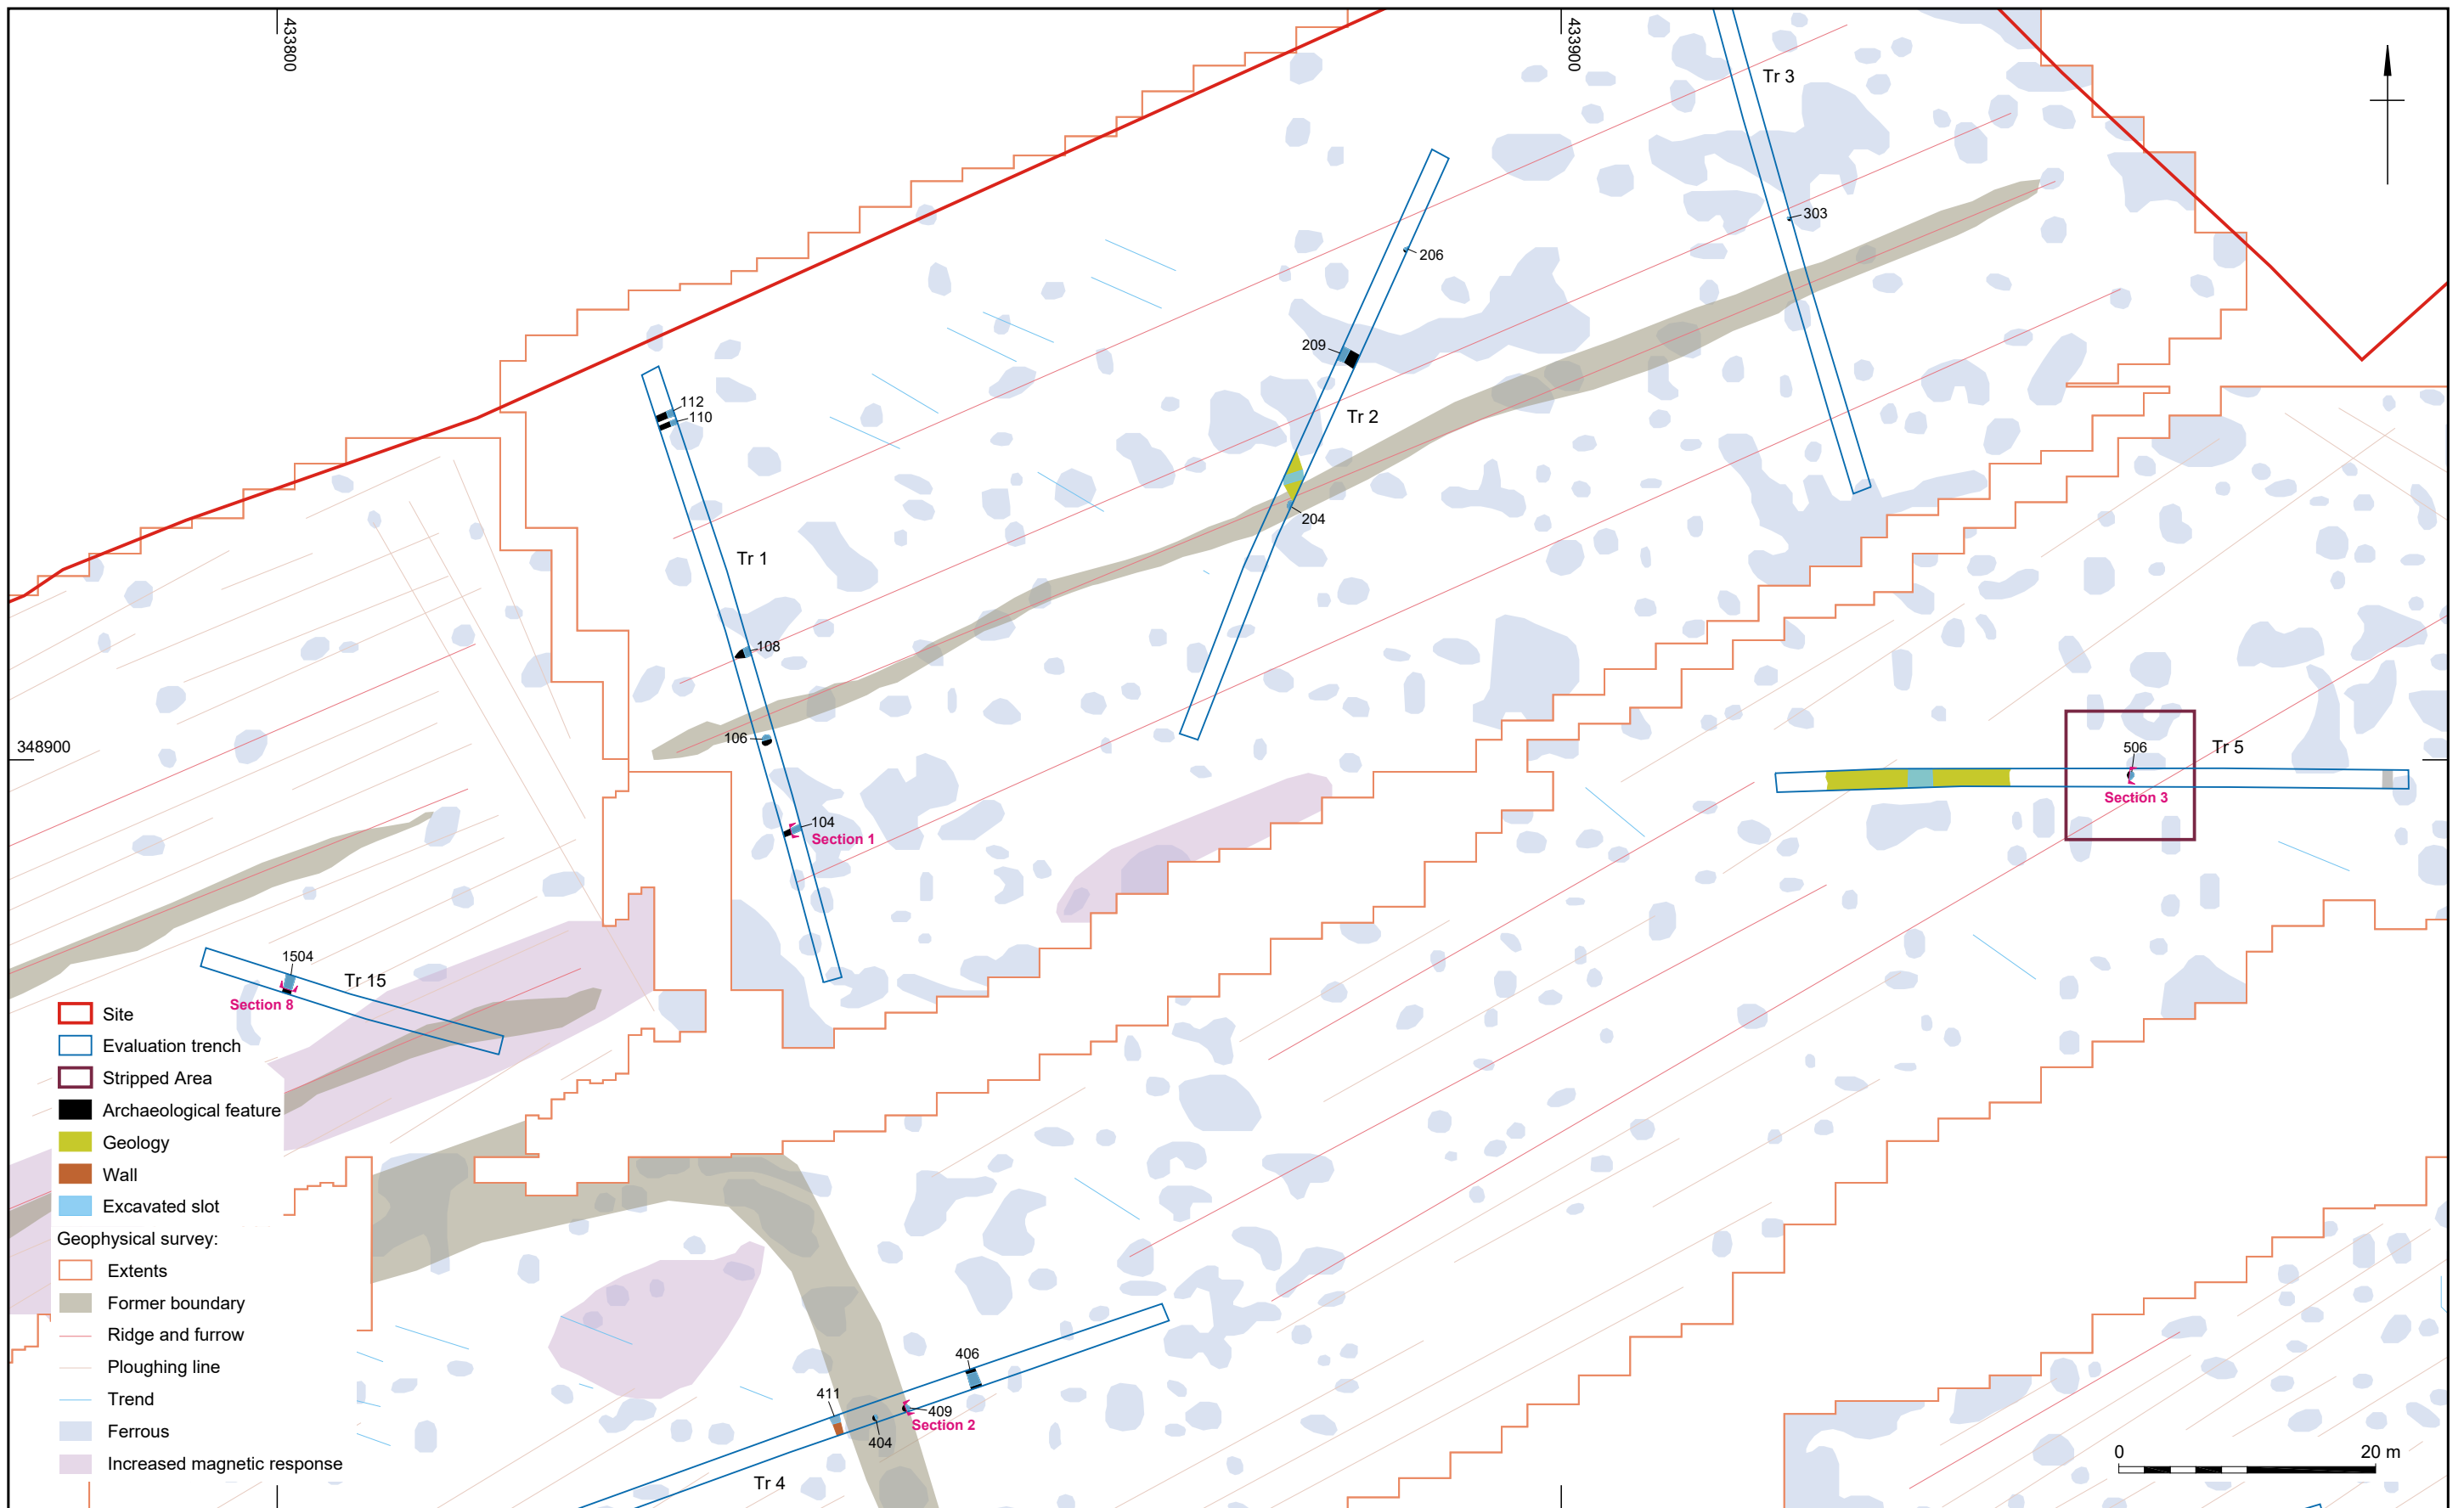 433800
433900
Tr 3
303
206
209
Tr 2
112
110
204
Tr 1
108
106
348900
506
Tr 5
Section 3
104
Section 1
1504
Tr 15
Section 8
Site
Evaluation trench
Stripped Area
Archaeological feature
Geology
Wall
Excavated slot
Geophysical survey:
Extents
Former boundary
Ridge and furrow
Ploughing line
Trend
Ferrous
Increased magnetic response
406
411
409
Section 2
404
Tr 4
0 20 m